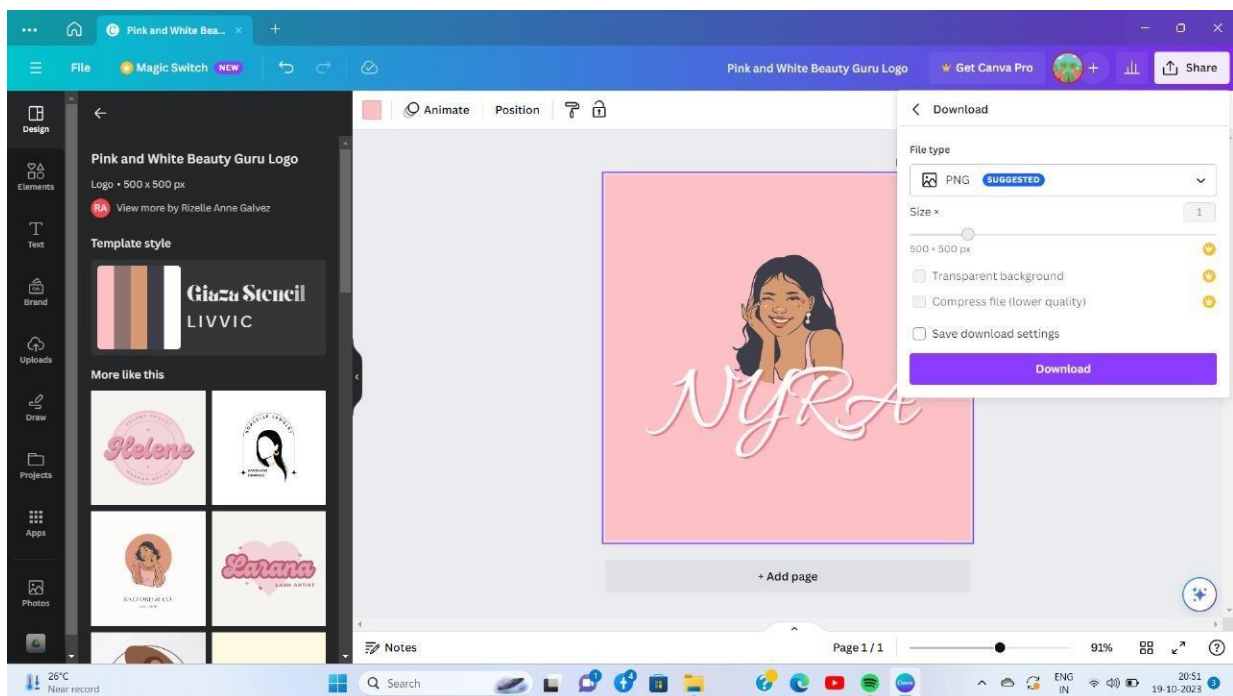 Pink and White Bea...
File
Magic Switch NEW
Pink and White Beauty Guru Logo
Get Canva Pro
Share
Design
Elements
Text
Brand
Uploads
Draw
Projects
Apps
Photos
Pink and White Beauty Guru Logo
Logo • 500 x 500 px
RA View more by Rizelle Anne Galvez
Template style
Giaza Stencil
LIVVIC
More like this
Helene
Larana
LASH ARTIST
SALFORD & CO.
Animate
Position
NYRA
+ Add page
Download
File type
PNG SUGGESTED
Size ×
1
500 × 500 px
Transparent background
Compress file (lower quality)
Save download settings
Download
Notes
Page 1 / 1
91%
26°C
Near record
Search
ENG
IN
20:51
19-10-2023
3